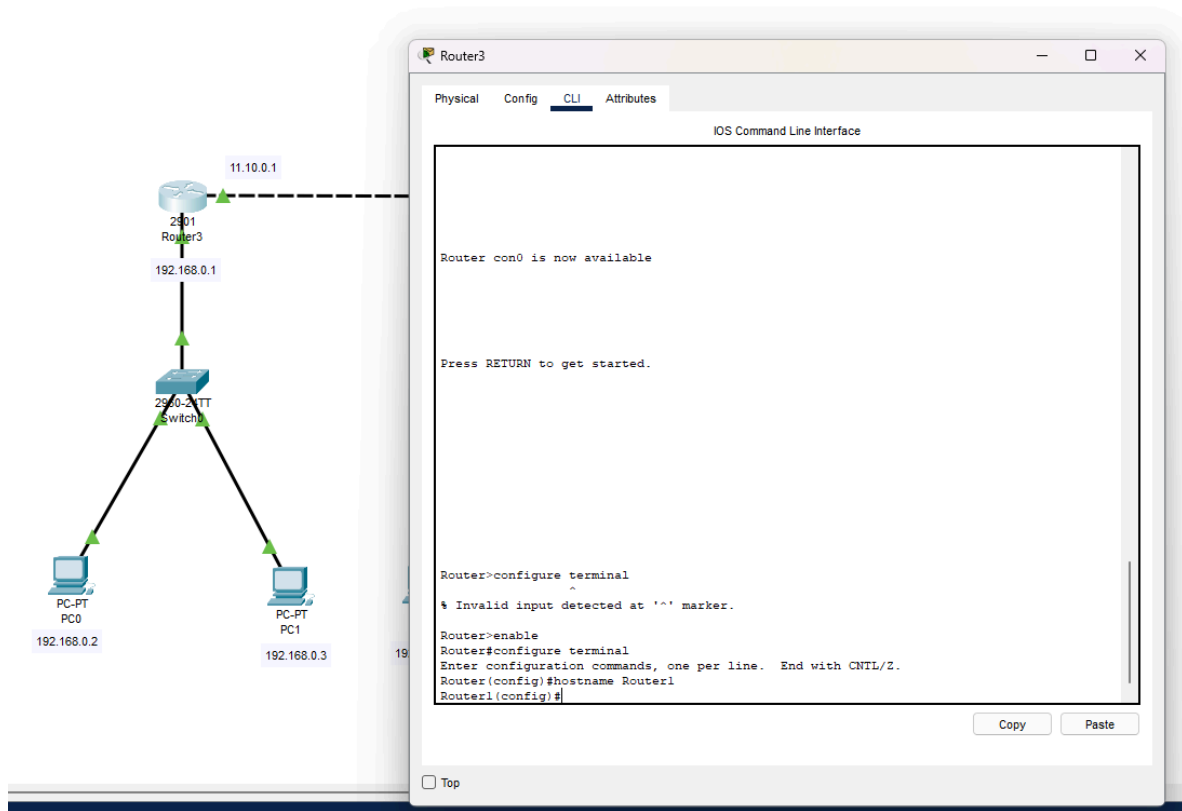 Router3
Physical Config CLI Attributes
IOS Command Line Interface
Router con0 is now available
Press RETURN to get started.
Router>configure terminal
^
% Invalid input detected at '^' marker.
Router>enable
Router#configure terminal
Enter configuration commands, one per line. End with CNTL/Z.
Router(config)#hostname Router1
Router1(config)#
Copy Paste
Top
11.10.0.1
2901
Router3
192.168.0.1
Switch0
PC-PT
PC0
192.168.0.2
PC-PT
PC1
192.168.0.3
19